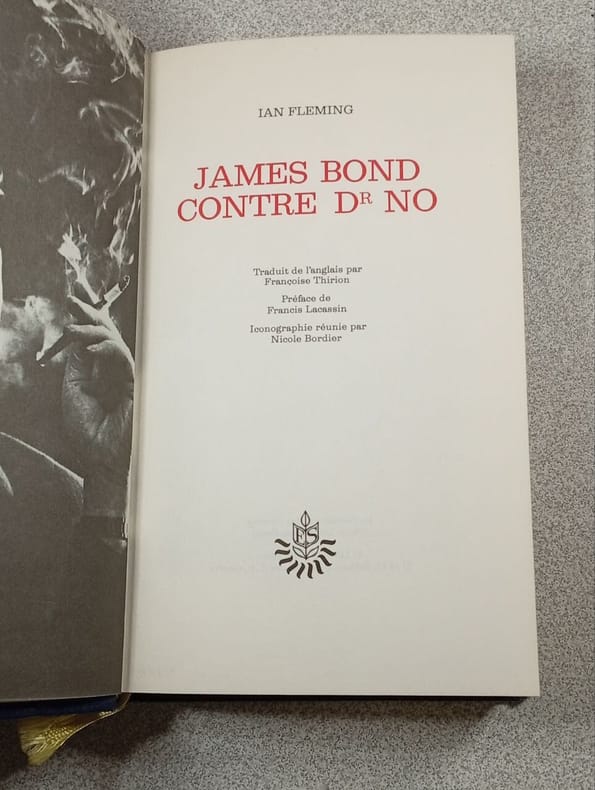 IAN FLEMING
JAMES BOND
CONTRE DR NO
Traduit de l'anglais par
Françoise Thirion
Préface de
Francis Lacassin
Iconographie réunie par
Nicole Bordier
ES